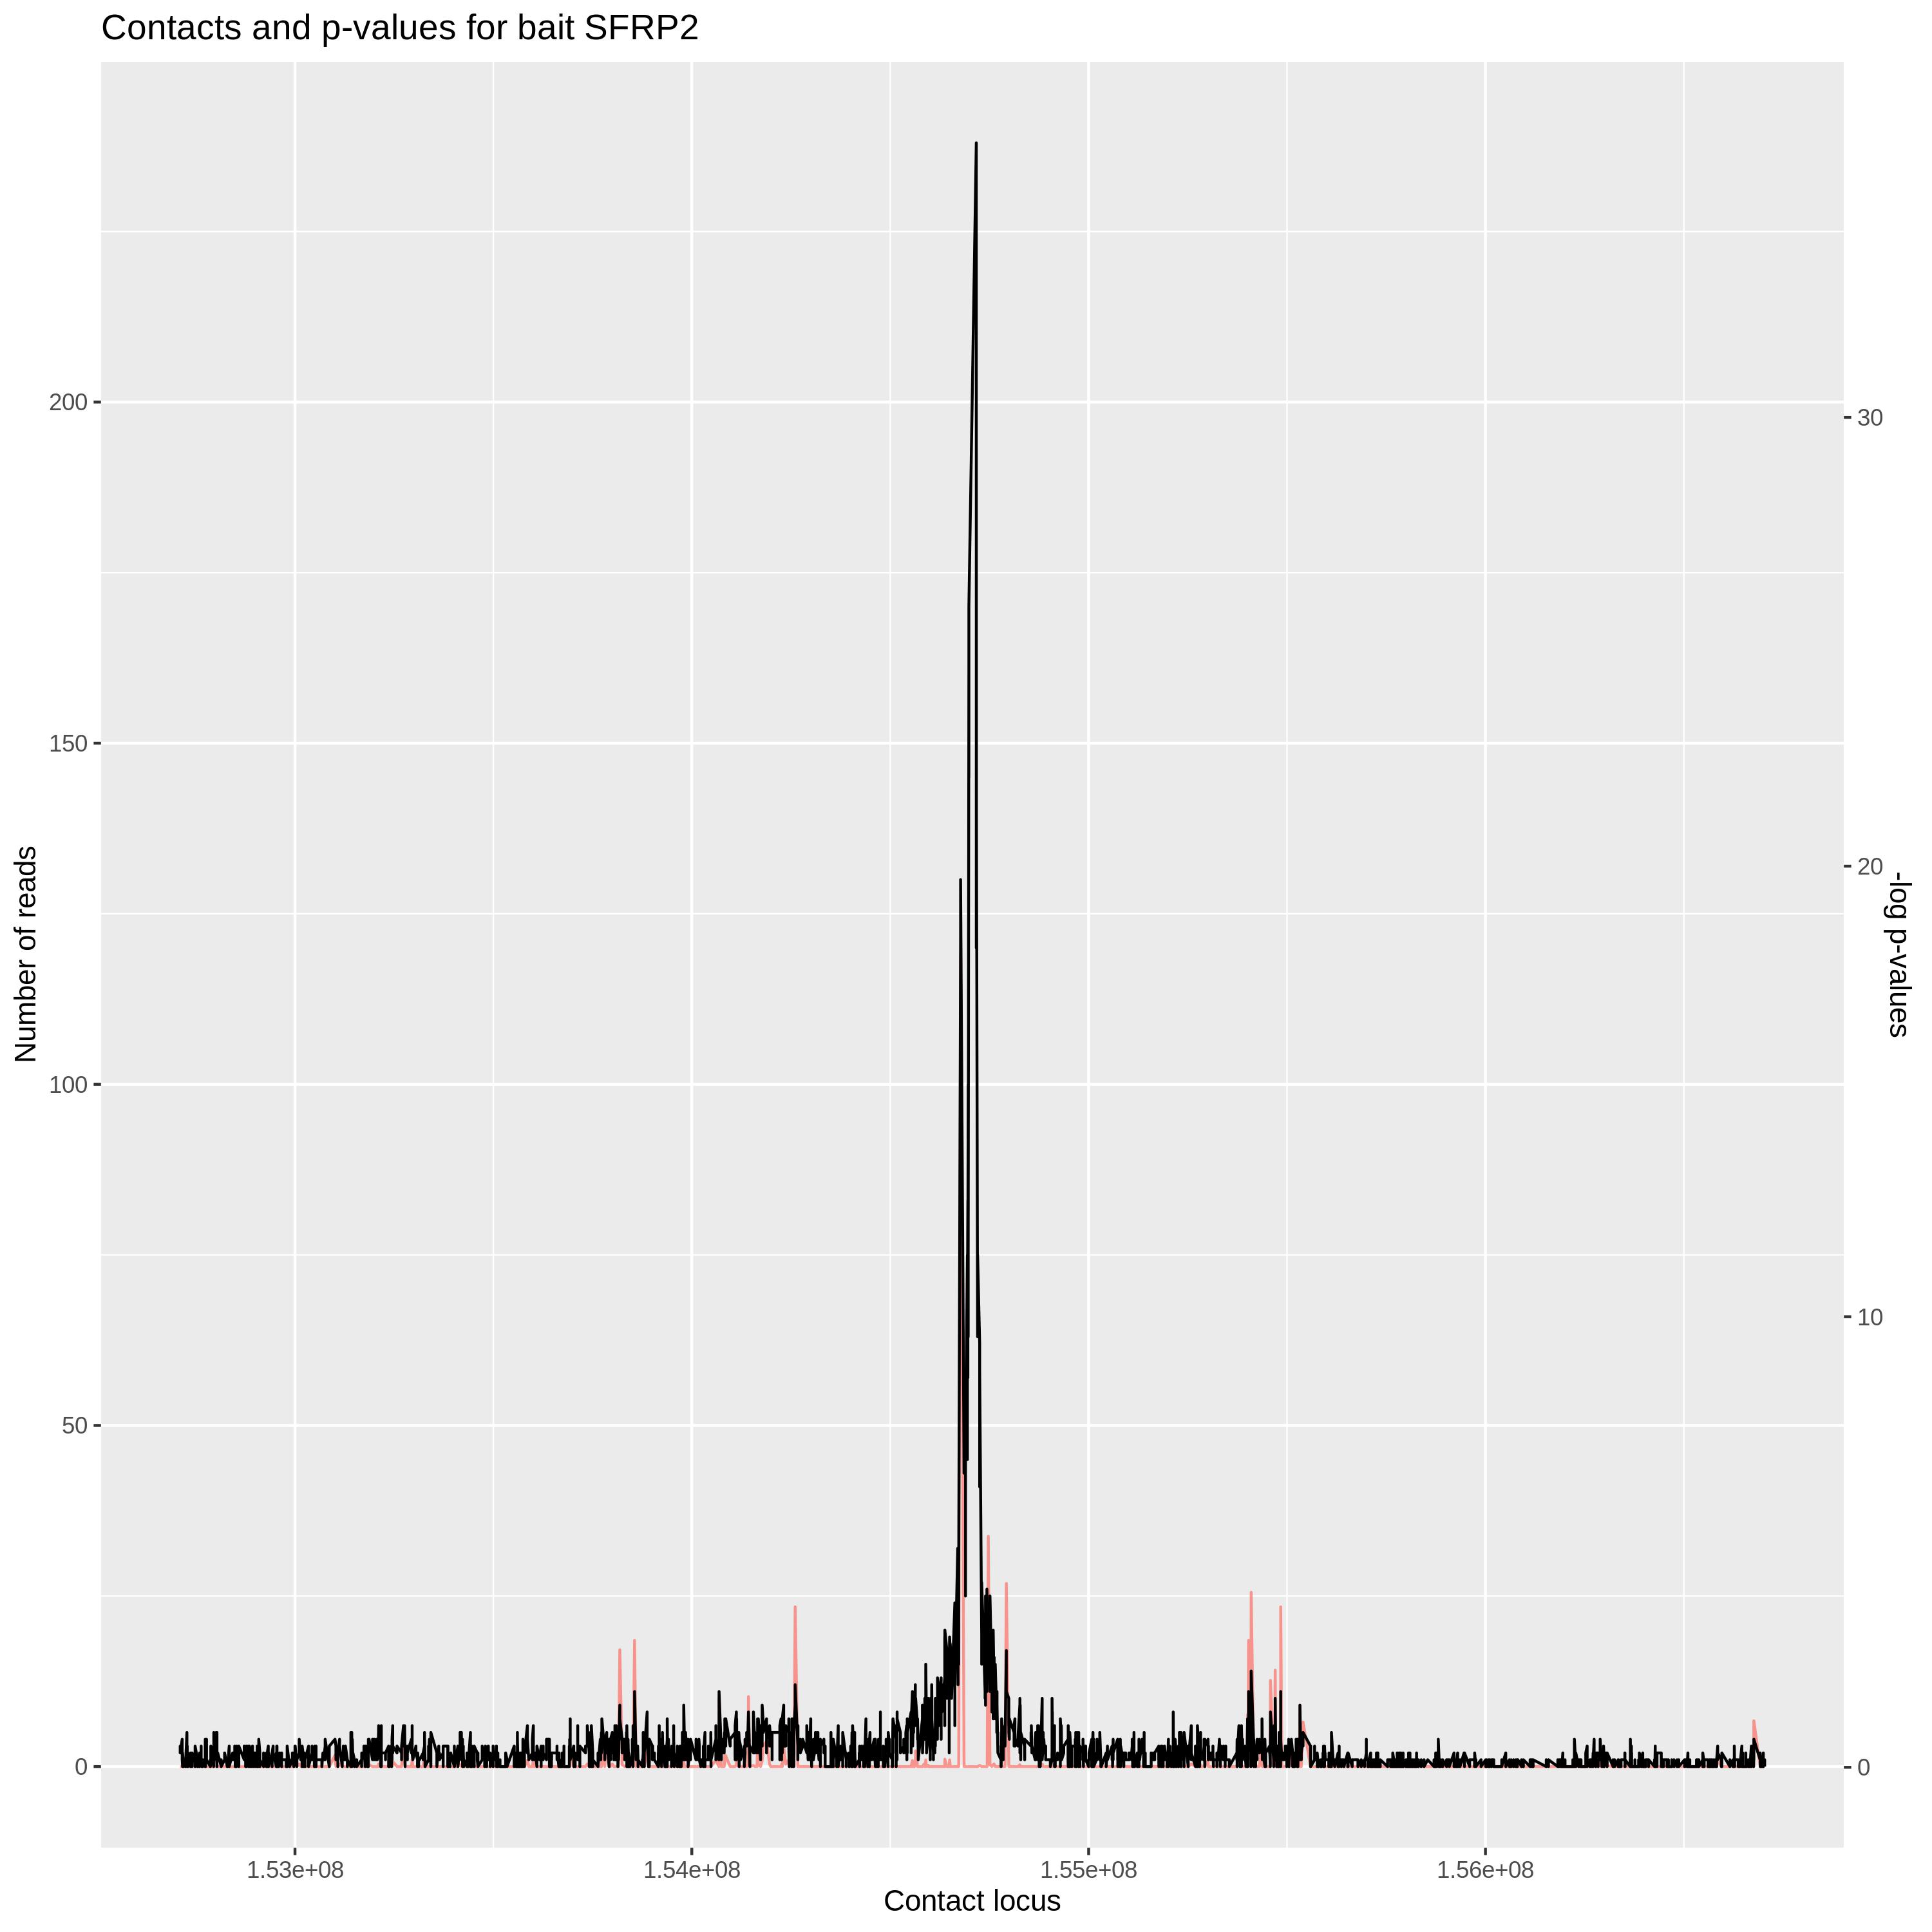 Contacts and p-values for bait SFRP2
200
150
100
50
0
Number of reads
30
20
10
0
-log p-values
1.53e+08
1.54e+08
1.55e+08
1.56e+08
Contact locus